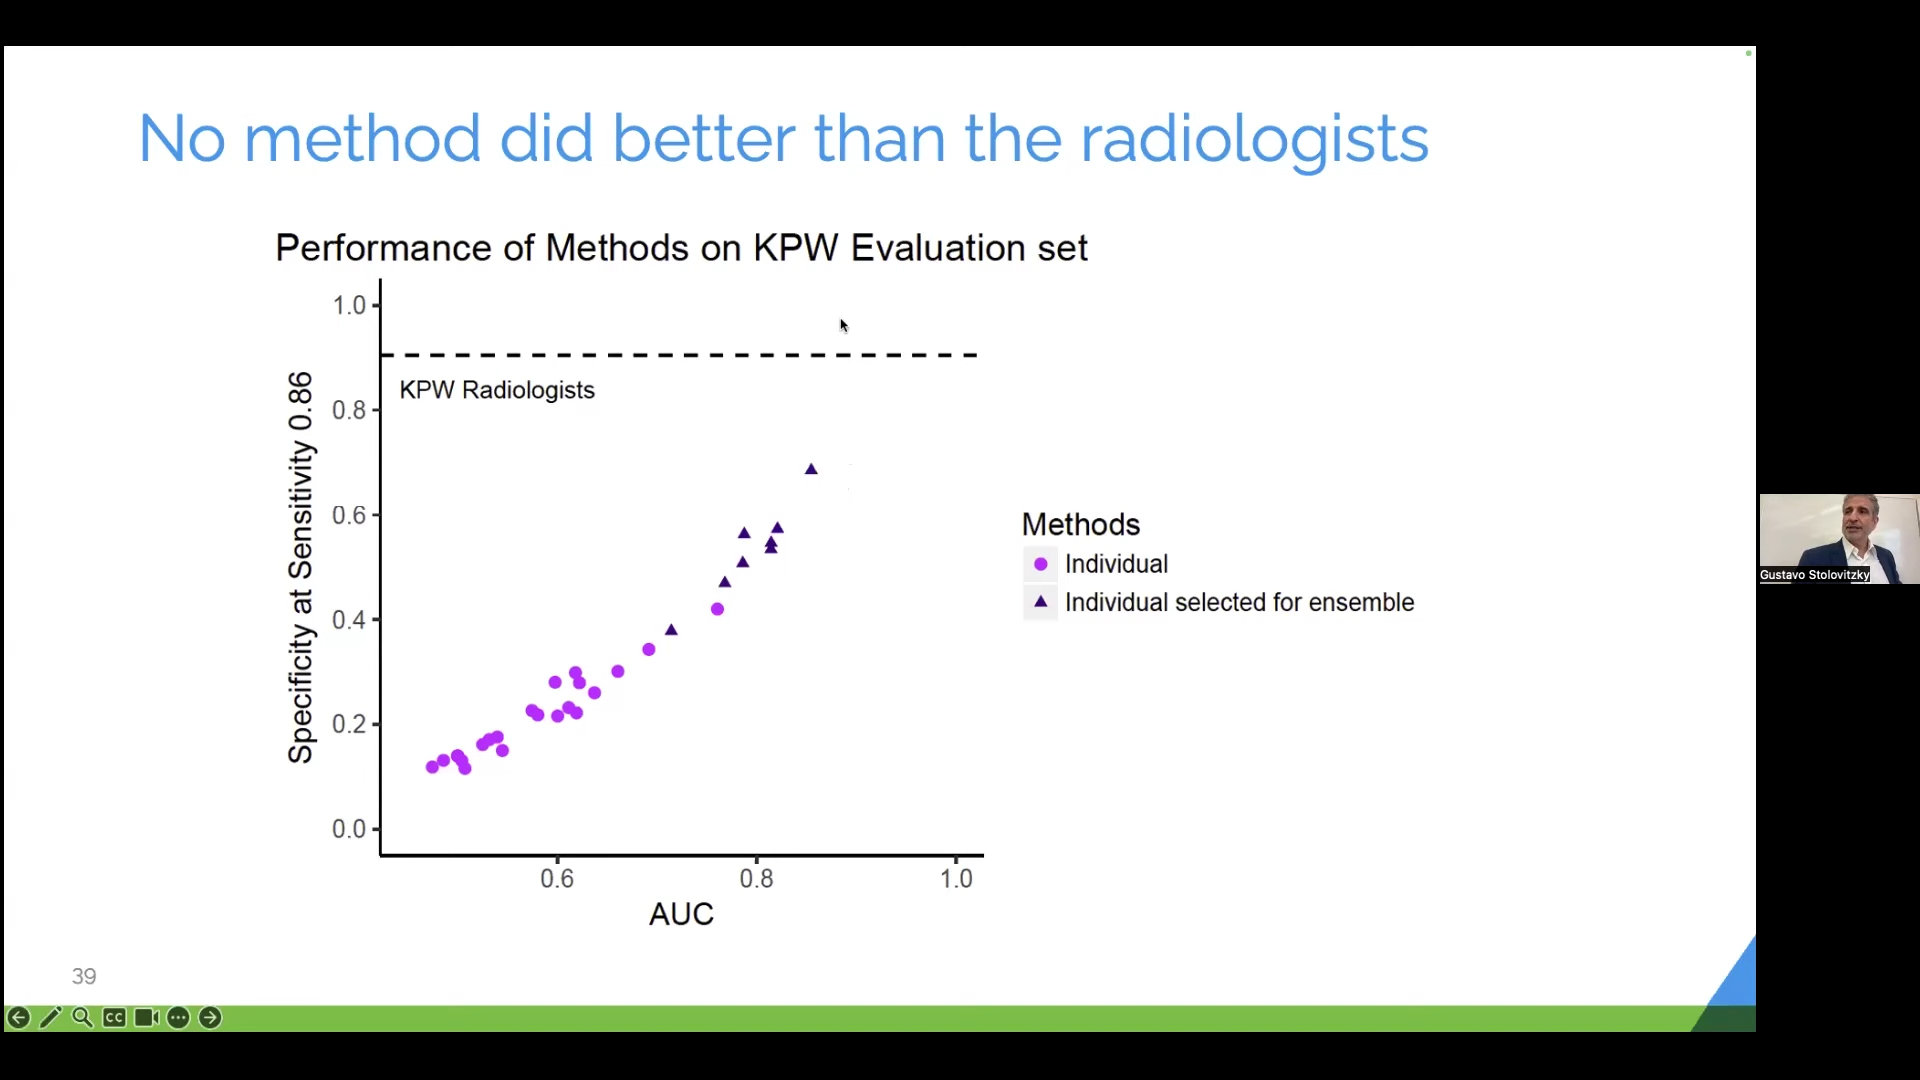 No method did better than the radiologists
Performance of Methods on KPW Evaluation set
1.0
KPW Radiologists
0.8
0.6
0.4
0.2
0.0
Specificity at Sensitivity 0.86
0.6 0.8 1.0
AUC
Methods
Individual
Individual selected for ensemble
Gustavo Stolovitzky
39
CC